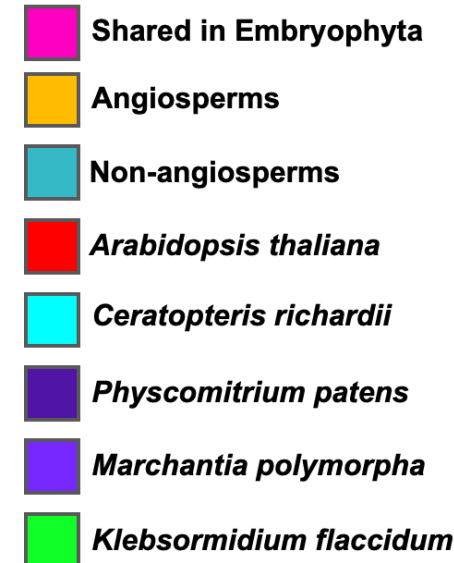 Shared in Embryophyta
Angiosperms
Non-angiosperms
Arabidopsis thaliana
Ceratopteris richardii
Physcomitrium patens
Marchantia polymorpha
Klebsormidium flaccidum